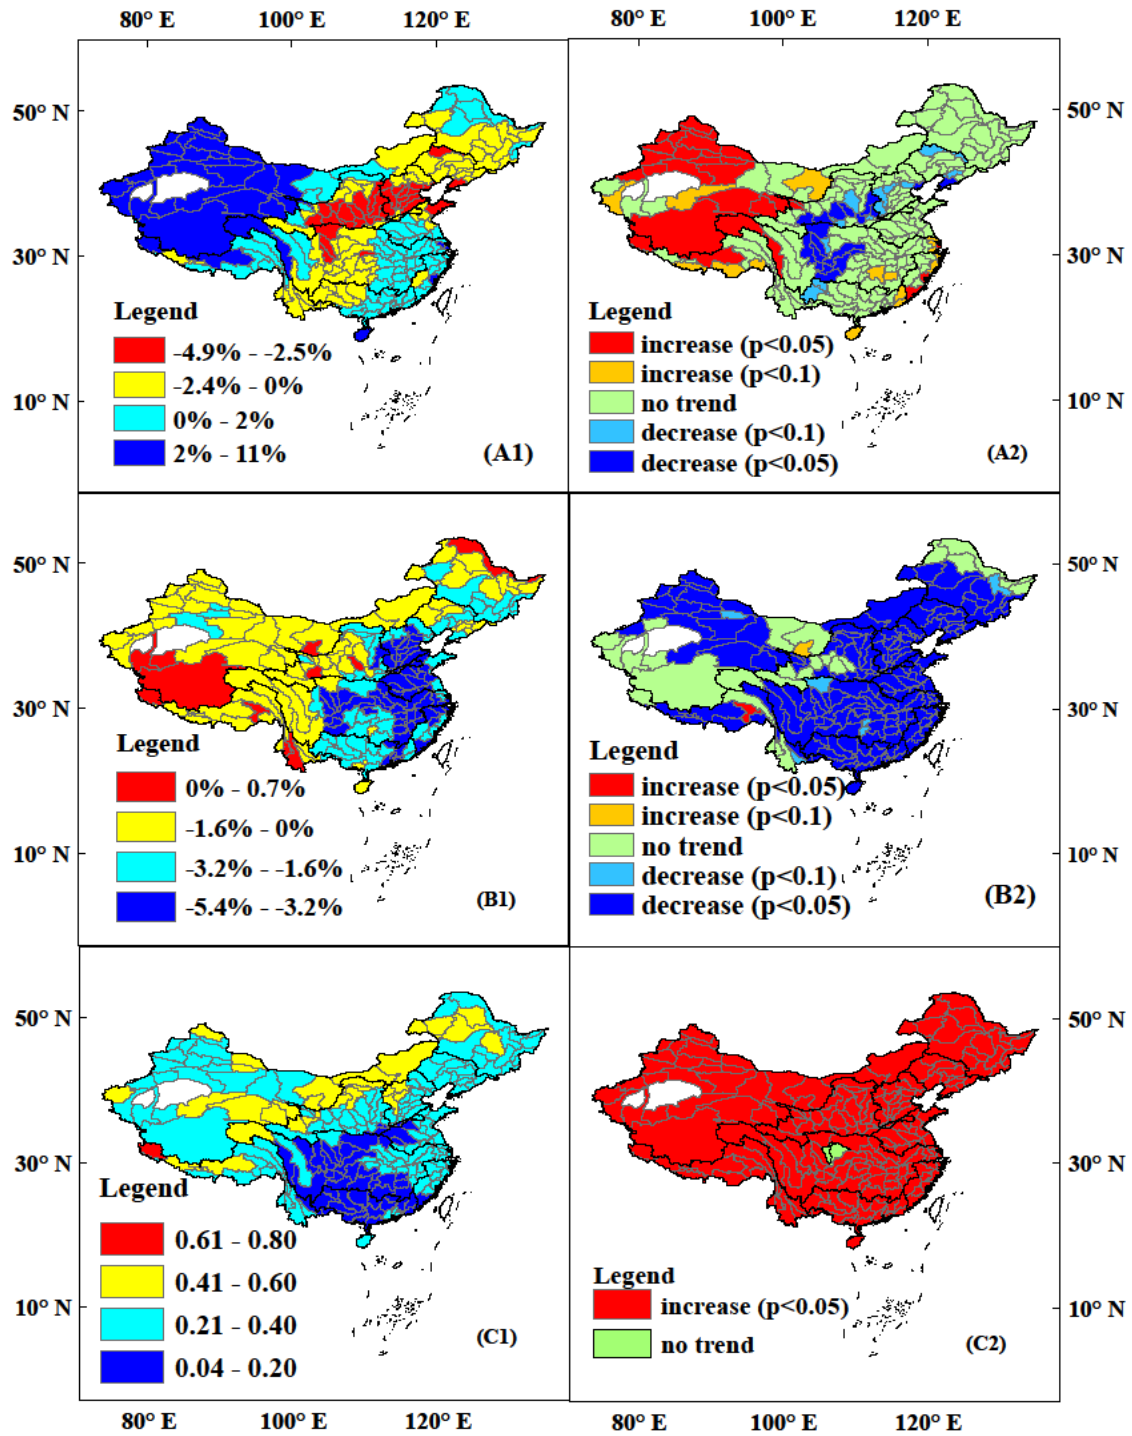 80° E 100° E 120° E 80° E 100° E 120° E
50° N
30° N
10° N
50° N
30° N
10° N
Legend
-4.9% - -2.5%
-2.4% - 0%
0% - 2%
2% - 11%
(A1)
Legend
increase (p<0.05)
increase (p<0.1)
no trend
decrease (p<0.1)
decrease (p<0.05)
(A2)
50° N
30° N
10° N
50° N
30° N
10° N
Legend
0% - 0.7%
-1.6% - 0%
-3.2% - -1.6%
-5.4% - -3.2%
(B1)
Legend
increase (p<0.05)
increase (p<0.1)
no trend
decrease (p<0.1)
decrease (p<0.05)
(B2)
50° N
30° N
10° N
50° N
30° N
10° N
Legend
0.61 - 0.80
0.41 - 0.60
0.21 - 0.40
0.04 - 0.20
(C1)
Legend
increase (p<0.05)
no trend
(C2)
80° E 100° E 120° E 80° E 100° E 120° E